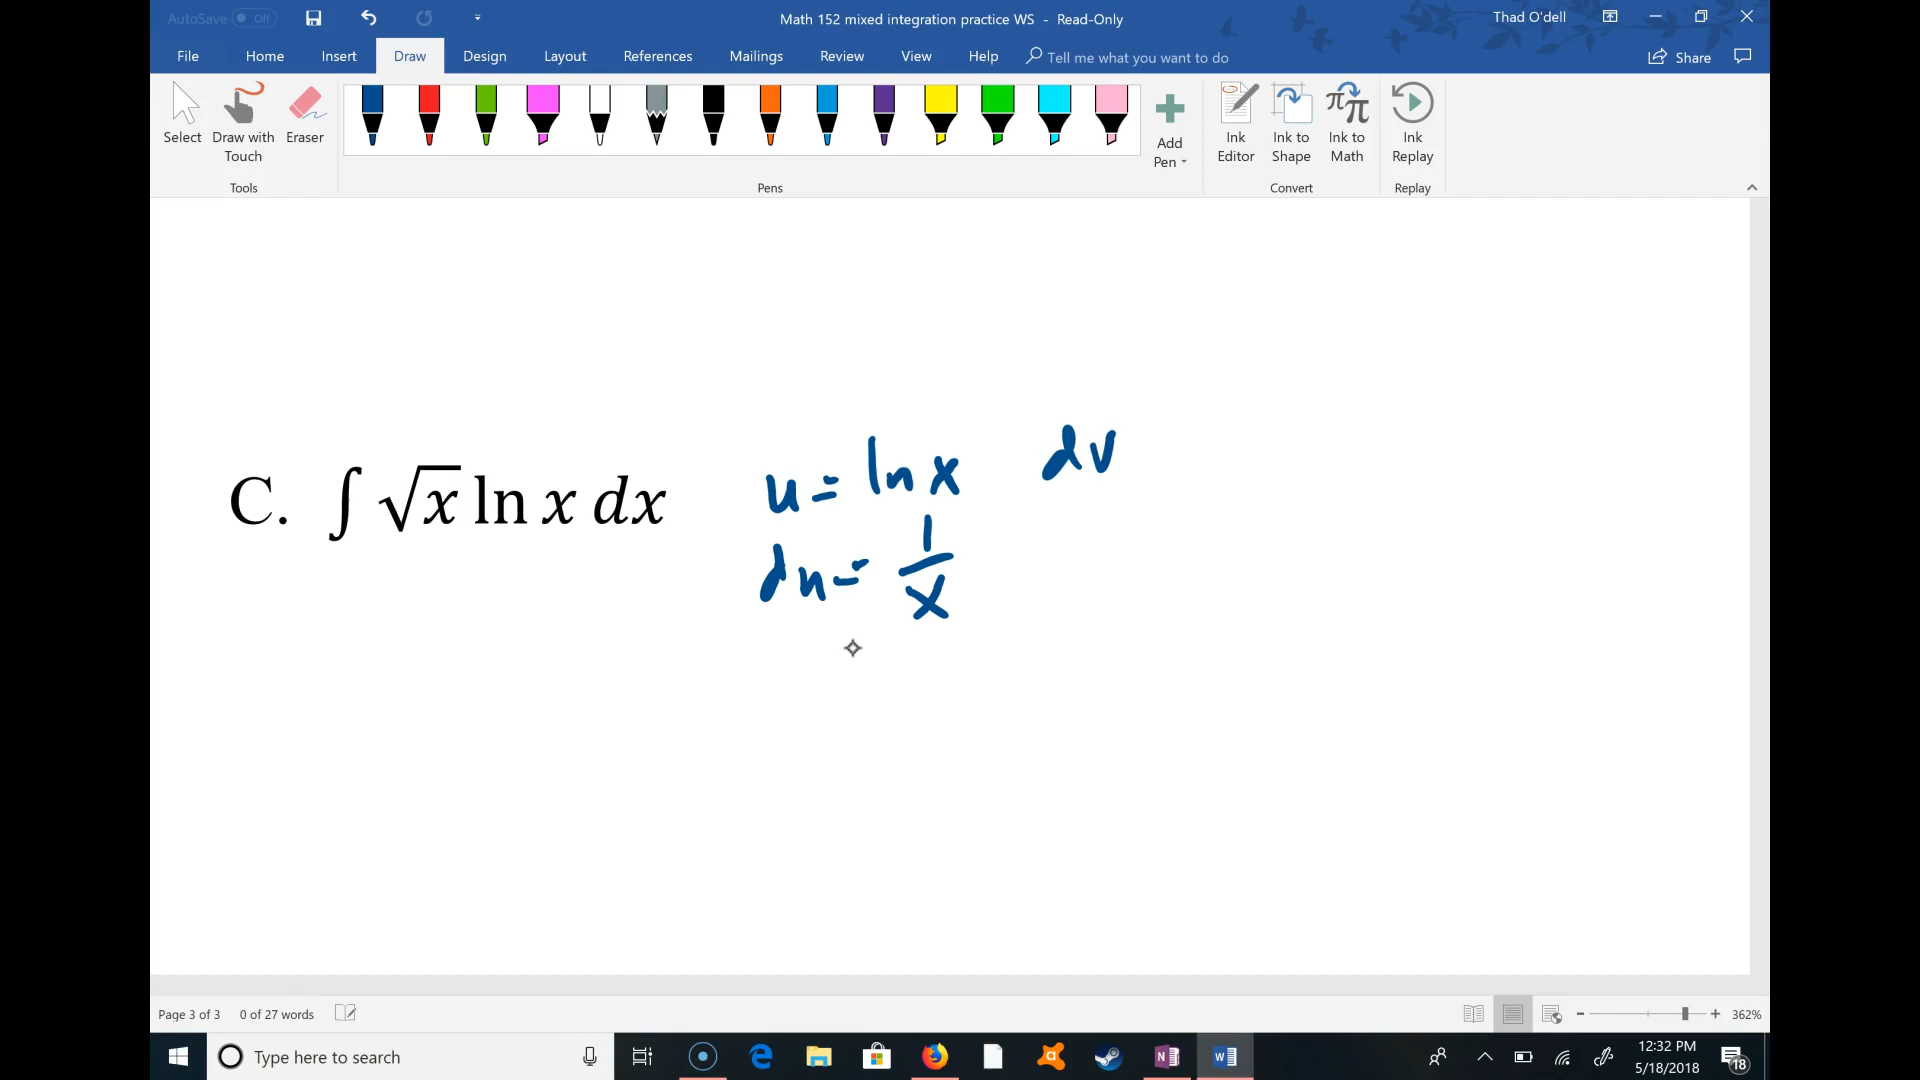 AutoSave Off
Math 152 mixed integration practice WS - Read-Only
Thad O'dell
File Home Insert Draw Design Layout References Mailings Review View Help Tell me what you want to do Share
Select Draw with Touch Eraser
Add Pen
Ink Editor Ink to Shape Ink to Math Ink Replay
Tools Pens Convert Replay
C. ∫ √x ln x dx
u = ln x dv
du = 1/x
Page 3 of 3 0 of 27 words 362%
Type here to search
12:32 PM
5/18/2018
18